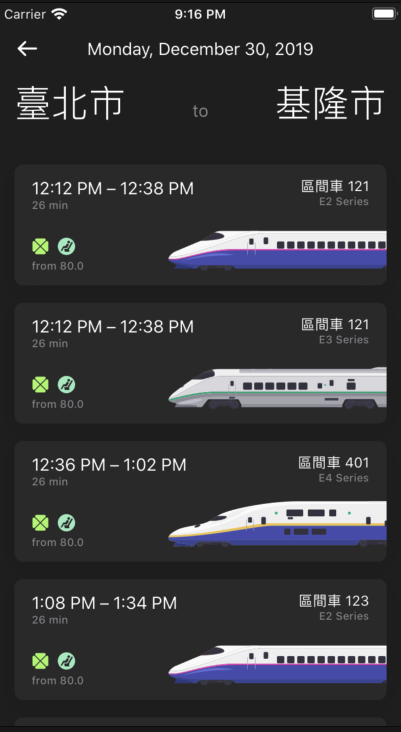 Carrier 9:16 PM
Monday, December 30, 2019
臺北市 to 基隆市
12:12 PM – 12:38 PM 區間車 121
26 min E2 Series
from 80.0
12:12 PM – 12:38 PM 區間車 121
26 min E3 Series
from 80.0
12:36 PM – 1:02 PM 區間車 401
26 min E4 Series
from 80.0
1:08 PM – 1:34 PM 區間車 123
26 min E2 Series
from 80.0